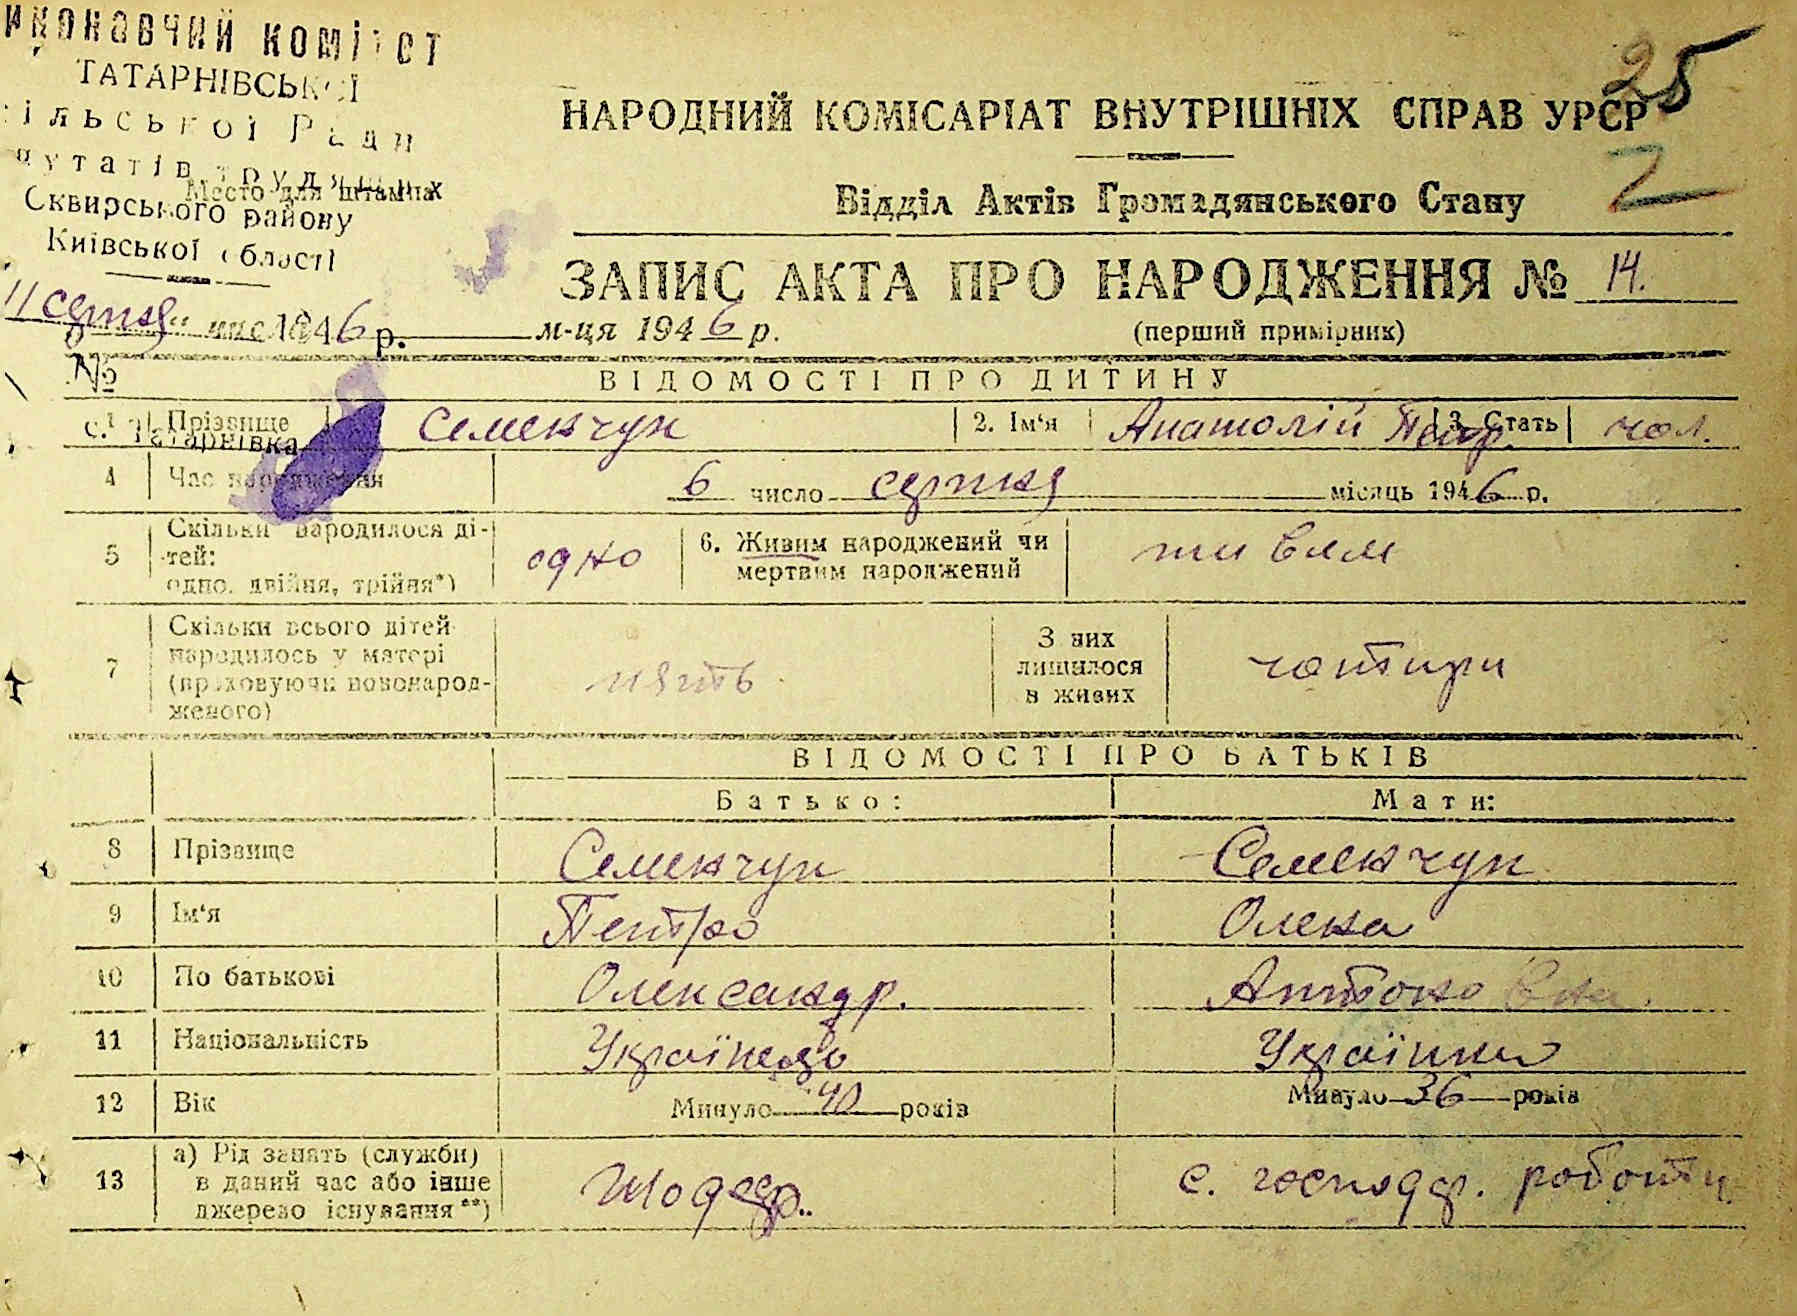 виконавчий комітет
ТАТАРНІВСЬКОЇ
сільської Ради
депутатів трудящих
Место для штампа
Сквирського району
Київської області
25
Z
НАРОДНИЙ КОМІСАРІАТ ВНУТРІШНІХ СПРАВ УРСР
Відділ Актів Громадянського Стану
ЗАПИС АКТА ПРО НАРОДЖЕННЯ № 14.
(перший примірник)
11 серпня 1946 р. м-ця 1946 р.
№
ВІДОМОСТІ ПРО ДИТИНУ
с. Татарнівка
1 Прізвище Семенчук 2. Ім'я Анатолій Петр. 3. Стать чол.
4 Час народження 6 число серпня місяць 1946 р.
5 Скільки народилося ді-
тей:
одно, двійня, трійня*) одно 6. Живим народжений чи
мертвим народжений живим
7 Скільки всього дітей
народилось у матері
(враховуючи новонарод-
женого) пять З них
лишилося
в живих чотири
ВІДОМОСТІ ПРО БАТЬКІВ
Батько: Мати:
8 Прізвище Семенчук Семенчук
9 Ім'я Петро Олена
10 По батькові Олександр. Антоновна.
11 Національність Українець Українка
12 Вік Минуло 40 років Минуло 36 років
13 а) Рід занять (служби)
в даний час або інше
джерело існування**) с. господар. роботи